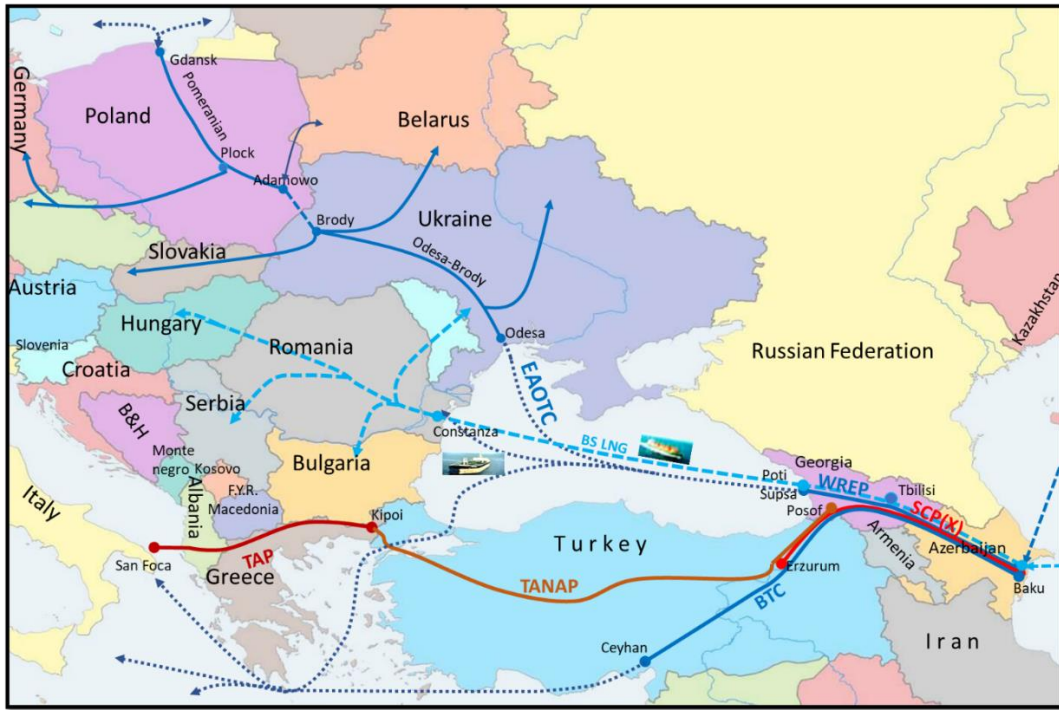 Gdansk
Germany
Pomeranian
Poland
Belarus
Plock
Adamowo
Brody
Ukraine
Slovakia
Odesa-Brody
Austria
Hungary
Odesa
Kazakhstan
Slovenia
Romania
Russian Federation
Croatia
EAOTC
Serbia
B&H
Constanza
BS LNG
Monte
negro
Kosovo
Bulgaria
Georgia
Poti
WREP
Tbilisi
Supsa
Italy
Albania
F.Y.R.
Macedonia
Posof
SCP(X)
Kipoi
Armenia
Azerbaijan
San Foca
TAP
Turkey
Greece
Erzurum
TANAP
BTC
Baku
Ceyhan
Iran